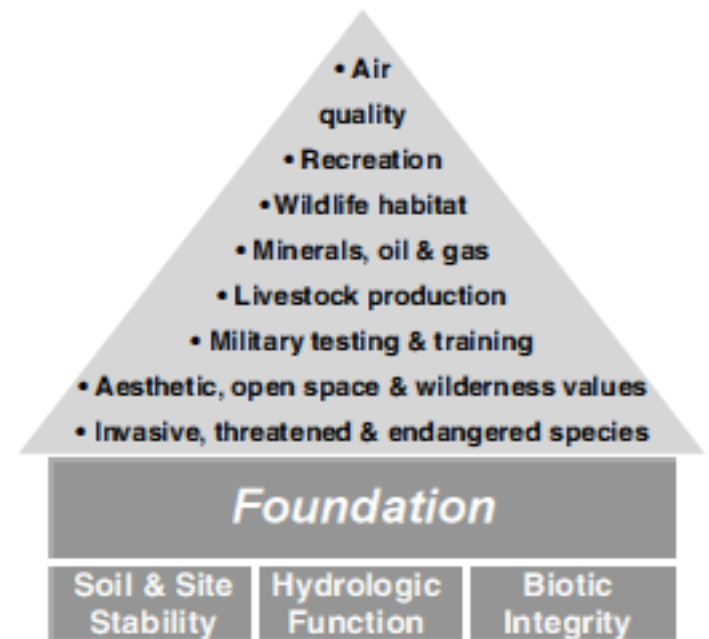 • Air
quality
• Recreation
• Wildlife habitat
• Minerals, oil & gas
• Livestock production
• Military testing & training
• Aesthetic, open space & wilderness values
• Invasive, threatened & endangered species
Foundation
Soil & Site
Stability
Hydrologic
Function
Biotic
Integrity